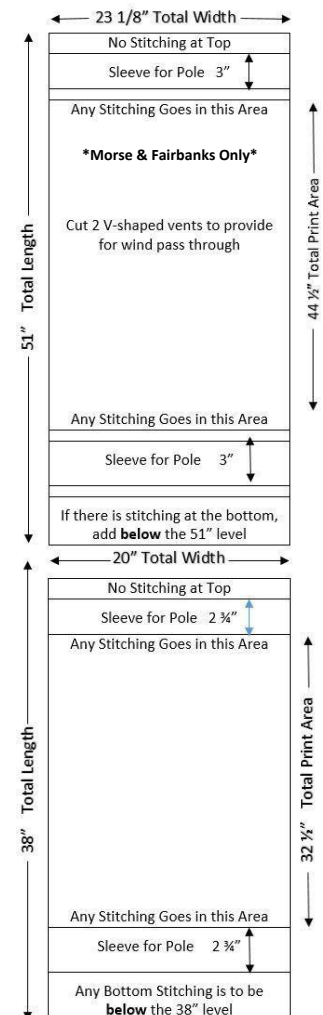 23 1/8” Total Width
No Stitching at Top
Sleeve for Pole 3”
Any Stitching Goes in this Area
*Morse & Fairbanks Only*
Cut 2 V-shaped vents to provide
for wind pass through
51” Total Length
44 ½” Total Print Area
Any Stitching Goes in this Area
Sleeve for Pole 3”
If there is stitching at the bottom,
add below the 51” level
20” Total Width
No Stitching at Top
Sleeve for Pole 2 ¾”
Any Stitching Goes in this Area
38” Total Length
32 ½” Total Print Area
Any Stitching Goes in this Area
Sleeve for Pole 2 ¾”
Any Bottom Stitching is to be
below the 38” level